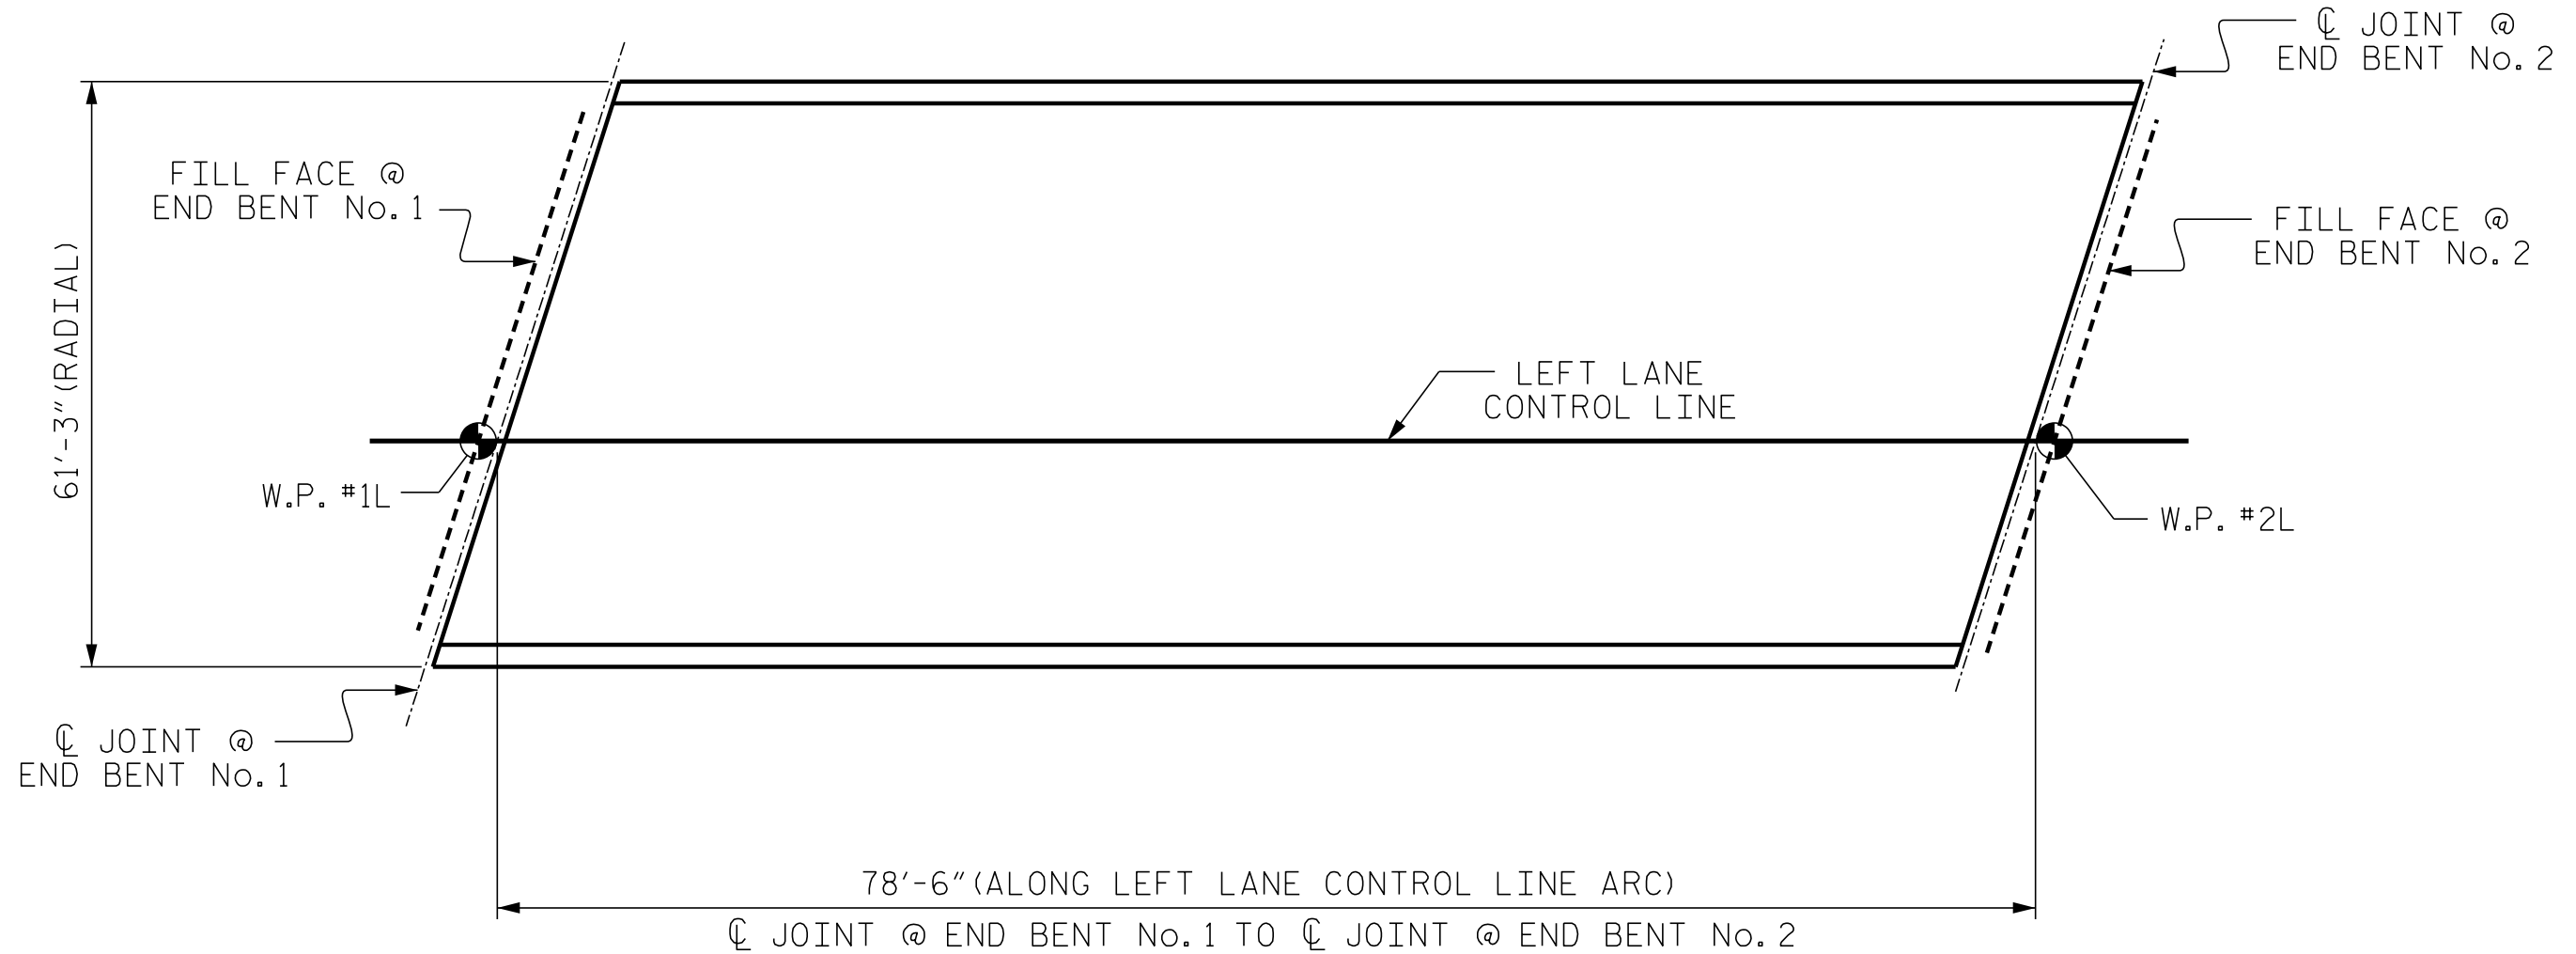 ℄ JOINT @
END BENT No. 2
FILL FACE @
END BENT No. 1
FILL FACE @
END BENT No. 2
61'-3" (RADIAL)
LEFT LANE
CONTROL LINE
W.P. #1L
W.P. #2L
℄ JOINT @
END BENT No. 1
78'-6" (ALONG LEFT LANE CONTROL LINE ARC)
℄ JOINT @ END BENT No. 1 TO ℄ JOINT @ END BENT No. 2